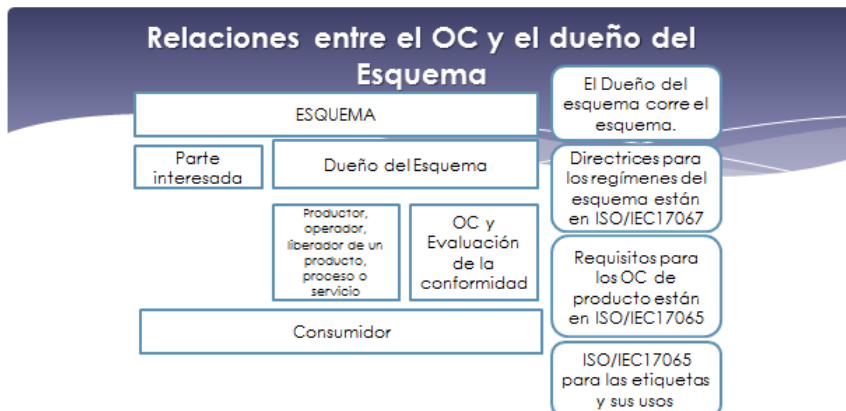 Relaciones entre el OC y el dueño del
Esquema
ESQUEMA
Parte
interesada
Dueño del Esquema
Productor,
operador,
liberador de un
producto,
proceso o
servicio
OC y
Evaluación
de la
conformidad
Consumidor
El Dueño del
esquema corre el
esquema.
Directrices para
los regímenes del
esquema están
en ISO/IEC17067
Requisitos para
los OC de
producto están
en ISO/IEC17065
ISO/IEC17065
para las etiquetas
y sus usos